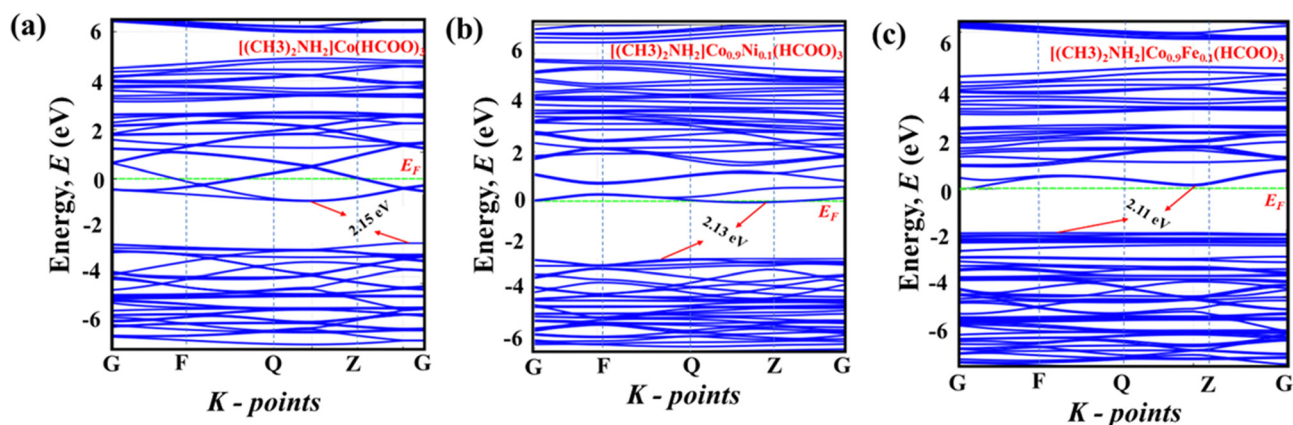 (a)
[(CH3)₂NH₂]Co(HCOO)₃
6
4
2
0
-2
-4
-6
Energy, E (eV)
E_F
2.15 eV
G F Q Z G
K - points
(b)
[(CH3)₂NH₂]Co₀.₉Ni₀.₁(HCOO)₃
6
4
2
0
-2
-4
-6
Energy, E (eV)
E_F
2.13 eV
G F Q Z G
K - points
(c)
[(CH3)₂NH₂]Co₀.₉Fe₀.₁(HCOO)₃
6
4
2
0
-2
-4
-6
Energy, E (eV)
E_F
2.11 eV
G F Q Z G
K - points